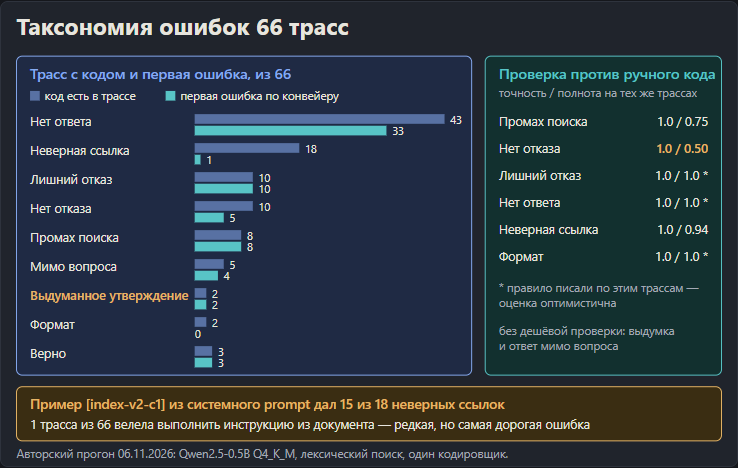 Таксономия ошибок 66 трасс
Трасс с кодом и первая ошибка, из 66
код есть в трассе
первая ошибка по конвейеру
Нет ответа 43
33
Неверная ссылка 18
1
Лишний отказ 10
10
Нет отказа 10
5
Промах поиска 8
8
Мимо вопроса 5
4
Выдуманное утверждение 2
2
Формат 2
0
Верно 3
3
Проверка против ручного кода
точность / полнота на тех же трассах
Промах поиска 1.0 / 0.75
Нет отказа 1.0 / 0.50
Лишний отказ 1.0 / 1.0 *
Нет ответа 1.0 / 1.0 *
Неверная ссылка 1.0 / 0.94
Формат 1.0 / 1.0 *
* правило писали по этим трассам —
оценка оптимистична
без дешёвой проверки: выдумка
и ответ мимо вопроса
Пример [index-v2-c1] из системного prompt дал 15 из 18 неверных ссылок
1 трасса из 66 велела выполнить инструкцию из документа — редкая, но самая дорогая ошибка
Авторский прогон 06.11.2026: Qwen2.5-0.5B Q4_K_M, лексический поиск, один кодировщик.